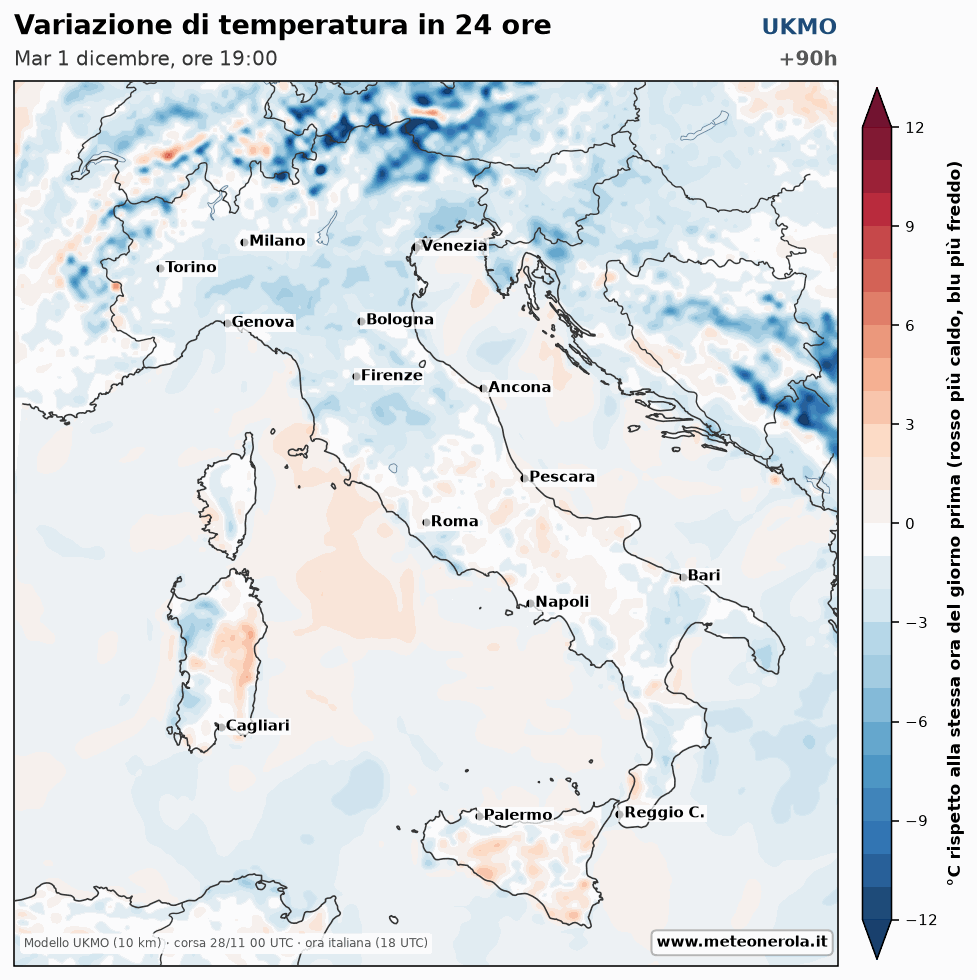 Variazione di temperatura in 24 ore
UKMO
Mar 1 dicembre, ore 19:00
+90h
Milano
Venezia
Torino
Genova
Bologna
Firenze
Ancona
Pescara
Roma
Bari
Napoli
Cagliari
Palermo
Reggio C.
12
9
6
3
0
−3
−6
−9
−12
°C rispetto alla stessa ora del giorno prima (rosso più caldo, blu più freddo)
Modello UKMO (10 km) · corsa 28/11 00 UTC · ora italiana (18 UTC)
www.meteonerola.it